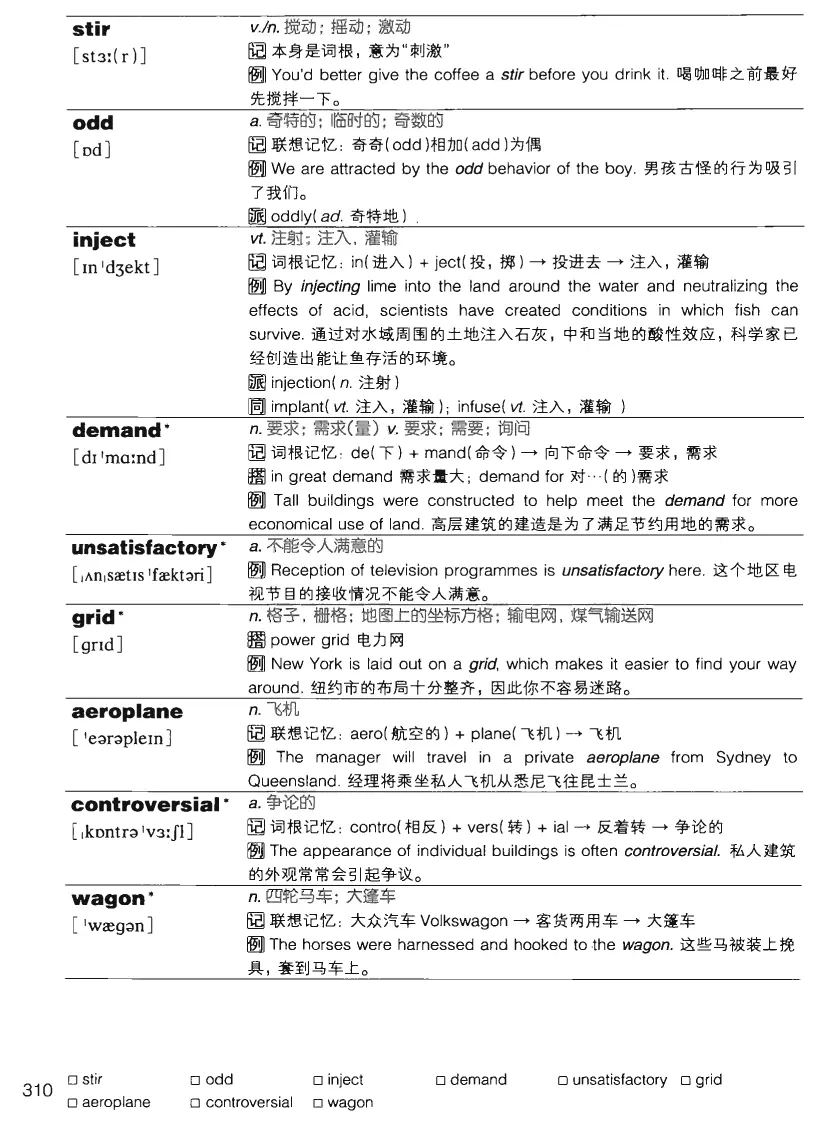 stir
[stɜː(r)]
v./n. 搅动；摇动；激动
记 本身是词根，意为“刺激”
例 You'd better give the coffee a stir before you drink it. 喝咖啡之前最好
先搅拌一下。
odd
[ɒd]
a. 奇特的；临时的；奇数的
记 联想记忆：奇奇(odd)相加(add)为偶
例 We are attracted by the odd behavior of the boy. 男孩古怪的行为吸引
了我们。
派 oddly(ad. 奇特地)
inject
[ɪnˈdʒekt]
vt. 注射；注入，灌输
记 词根记忆：in(进入) + ject(投，掷) → 投进去 → 注入，灌输
例 By injecting lime into the land around the water and neutralizing the
effects of acid, scientists have created conditions in which fish can
survive. 通过对水域周围的土地注入石灰，中和当地的酸性效应，科学家已
经创造出能让鱼存活的环境。
派 injection(n. 注射)
同 implant(vt. 注入，灌输); infuse(vt. 注入，灌输)
demand*
[dɪˈmɑːnd]
n. 要求；需求(量) v. 要求；需要；询问
记 词根记忆：de(下) + mand(命令) → 向下命令 → 要求，需求
搭 in great demand 需求量大；demand for 对…(的)需求
例 Tall buildings were constructed to help meet the demand for more
economical use of land. 高层建筑的建造是为了满足节约用地的需求。
unsatisfactory*
[ˌʌnˌsætɪsˈfæktəri]
a. 不能令人满意的
例 Reception of television programmes is unsatisfactory here. 这个地区电
视节目的接收情况不能令人满意。
grid*
[ɡrɪd]
n. 格子，栅格；地图上的坐标方格；输电网，煤气输送网
搭 power grid 电力网
例 New York is laid out on a grid, which makes it easier to find your way
around. 纽约市的布局十分整齐，因此你不容易迷路。
aeroplane
[ˈeərəpleɪn]
n. 飞机
记 联想记忆：aero(航空的) + plane(飞机) → 飞机
例 The manager will travel in a private aeroplane from Sydney to
Queensland. 经理将乘坐私人飞机从悉尼飞往昆士兰。
controversial*
[ˌkɒntrəˈvɜːʃl]
a. 争论的
记 词根记忆：contro(相反) + vers(转) + ial → 反着转 → 争论的
例 The appearance of individual buildings is often controversial. 私人建筑
的外观常常会引起争议。
wagon*
[ˈwæɡən]
n. 四轮马车；大篷车
记 联想记忆：大众汽车 Volkswagon → 客货两用车 → 大篷车
例 The horses were harnessed and hooked to the wagon. 这些马被装上挽
具，套到马车上。
310
□ stir □ odd □ inject □ demand □ unsatisfactory □ grid
□ aeroplane □ controversial □ wagon